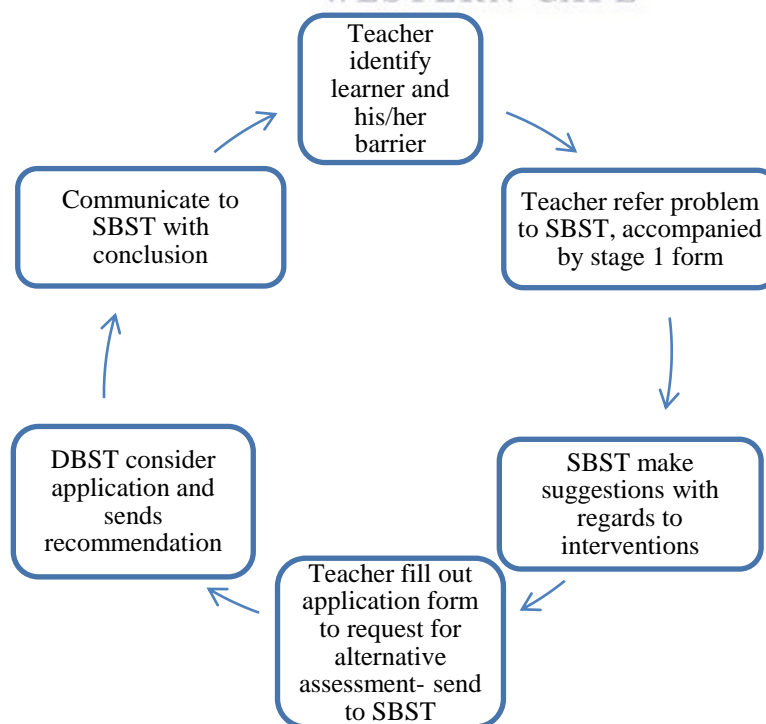 WESTERN CAPE
Teacher
identify
learner and
his/her
barrier
Teacher refer problem
to SBST, accompanied
by stage 1 form
SBST make
suggestions with
regards to
interventions
Teacher fill out
application form
to request for
alternative
assessment- send
to SBST
DBST consider
application and
sends
recommendation
Communicate to
SBST with
conclusion